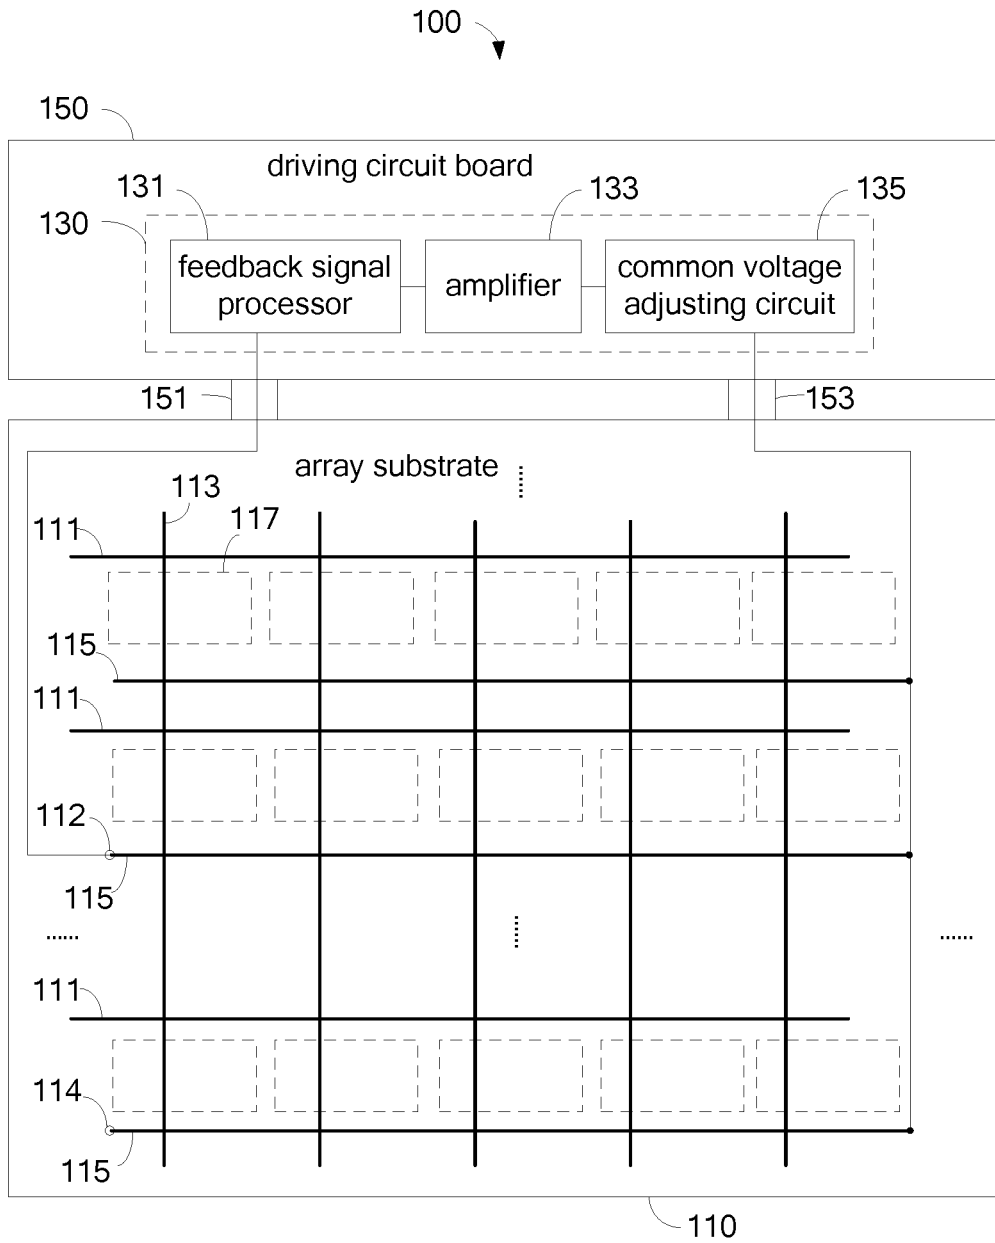 100
150
driving circuit board
131
133
135
130
feedback signal
processor
amplifier
common voltage
adjusting circuit
151
153
array substrate
113
117
111
115
111
112
115
111
114
115
110